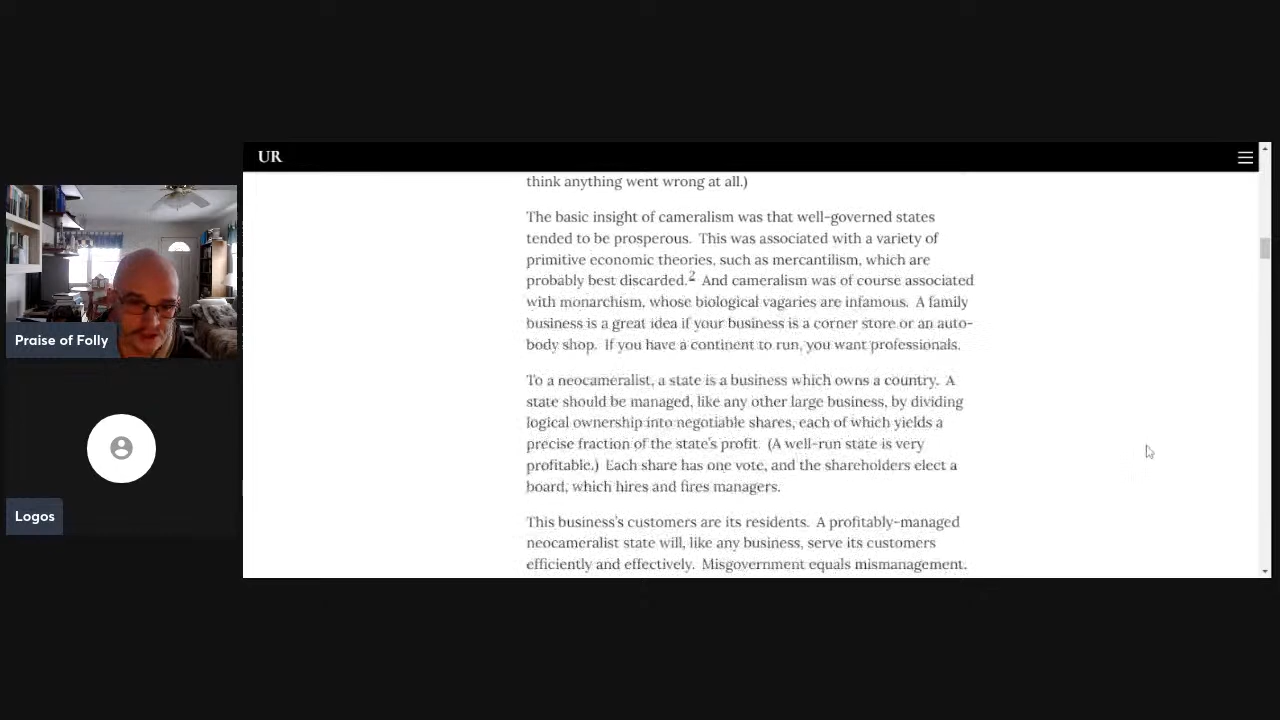 UR
think anything went wrong at all.)
The basic insight of cameralism was that well-governed states
tended to be prosperous. This was associated with a variety of
primitive economic theories, such as mercantilism, which are
probably best discarded.2 And cameralism was of course associated
with monarchism, whose biological vagaries are infamous. A family
business is a great idea if your business is a corner store or an auto-
body shop. If you have a continent to run, you want professionals.
To a neocameralist, a state is a business which owns a country. A
state should be managed, like any other large business, by dividing
logical ownership into negotiable shares, each of which yields a
precise fraction of the state's profit. (A well-run state is very
profitable.) Each share has one vote, and the shareholders elect a
board, which hires and fires managers.
This business's customers are its residents. A profitably-managed
neocameralist state will, like any business, serve its customers
efficiently and effectively. Misgovernment equals mismanagement.
Praise of Folly
Logos